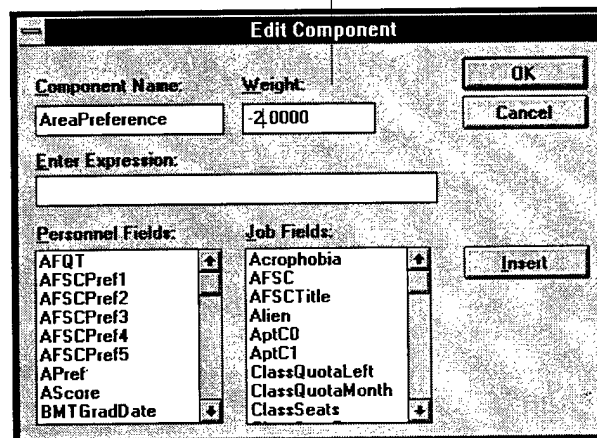 Edit Component
Component Name:
Weight:
OK
AreaPreference
-2.0000
Cancel
Enter Expression:
Personnel Fields:
Job Fields:
AFQT
AFSCPref1
AFSCPref2
AFSCPref3
AFSCPref4
AFSCPref5
APref
AScore
BMTGradDate
Acrophobia
AFSC
AFSCTitle
Alien
AptC0
AptC1
ClassQuotaLeft
ClassQuotaMonth
ClassSeats
Insert